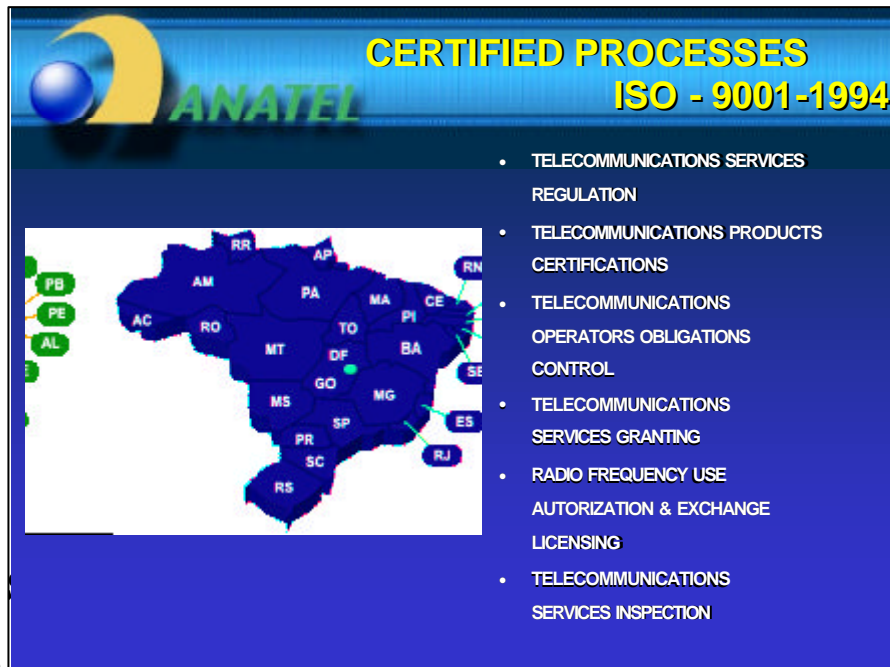 ANATEL
CERTIFIED PROCESSES
ISO - 9001-1994
• TELECOMMUNICATIONS SERVICES
REGULATION
• TELECOMMUNICATIONS PRODUCTS
CERTIFICATIONS
• TELECOMMUNICATIONS
OPERATORS OBLIGATIONS
CONTROL
• TELECOMMUNICATIONS
SERVICES GRANTING
• RADIO FREQUENCY USE
AUTORIZATION & EXCHANGE
LICENSING
• TELECOMMUNICATIONS
SERVICES INSPECTION
PB
PE
AL
RR
AP
AM
PA
MA
CE
RN
AC
RO
TO
PI
MT
DF
BA
GO
MS
MG
SP
ES
PR
RJ
SC
RS